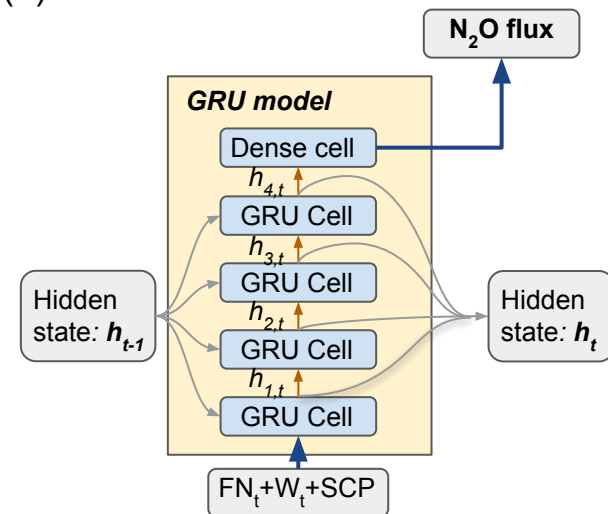 N₂O flux
GRU model
Dense cell
h₄,ₜ
GRU Cell
h₃,ₜ
GRU Cell
h₂,ₜ
GRU Cell
h₁,ₜ
GRU Cell
Hidden
state: hₜ₋₁
Hidden
state: hₜ
FNₜ+Wₜ+SCP